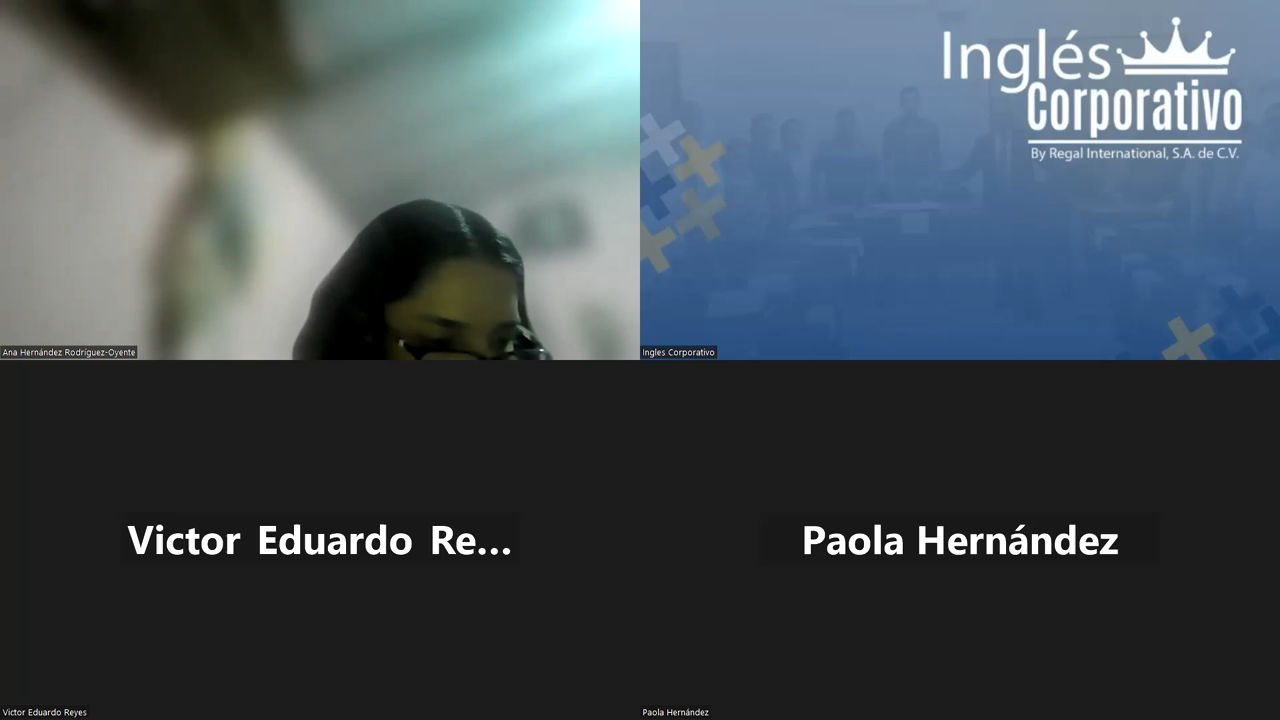 Inglés
Corporativo
By Regal International, S.A. de C.V.
Ana Hernández Rodríguez-Oyente
Ingles Corporativo
Victor Eduardo Re...
Paola Hernández
Victor Eduardo Reyes
Paola Hernández